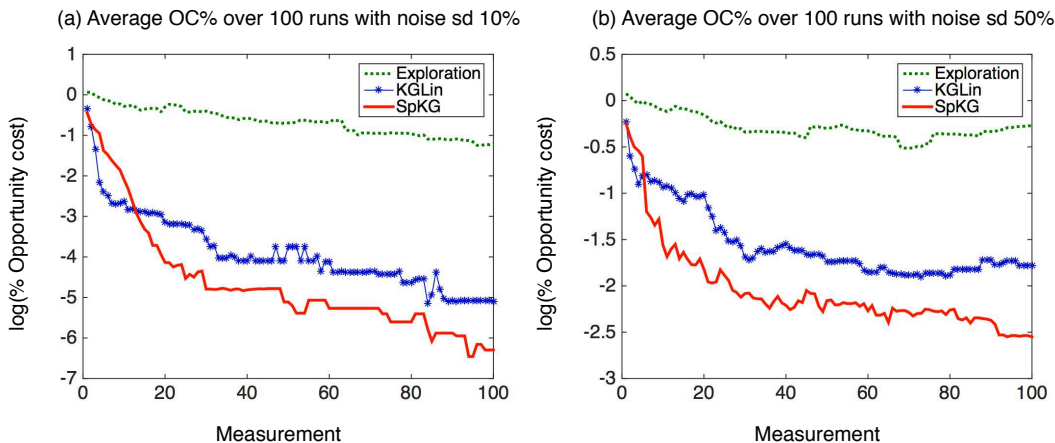 (a) Average OC% over 100 runs with noise sd 10%
1
0
-1
-2
-3
-4
-5
-6
-7
0
20
40
60
80
100
log(% Opportunity cost)
Measurement
Exploration
KGLin
SpKG
(b) Average OC% over 100 runs with noise sd 50%
0.5
0
-0.5
-1
-1.5
-2
-2.5
-3
0
20
40
60
80
100
log(% Opportunity cost)
Measurement
Exploration
KGLin
SpKG